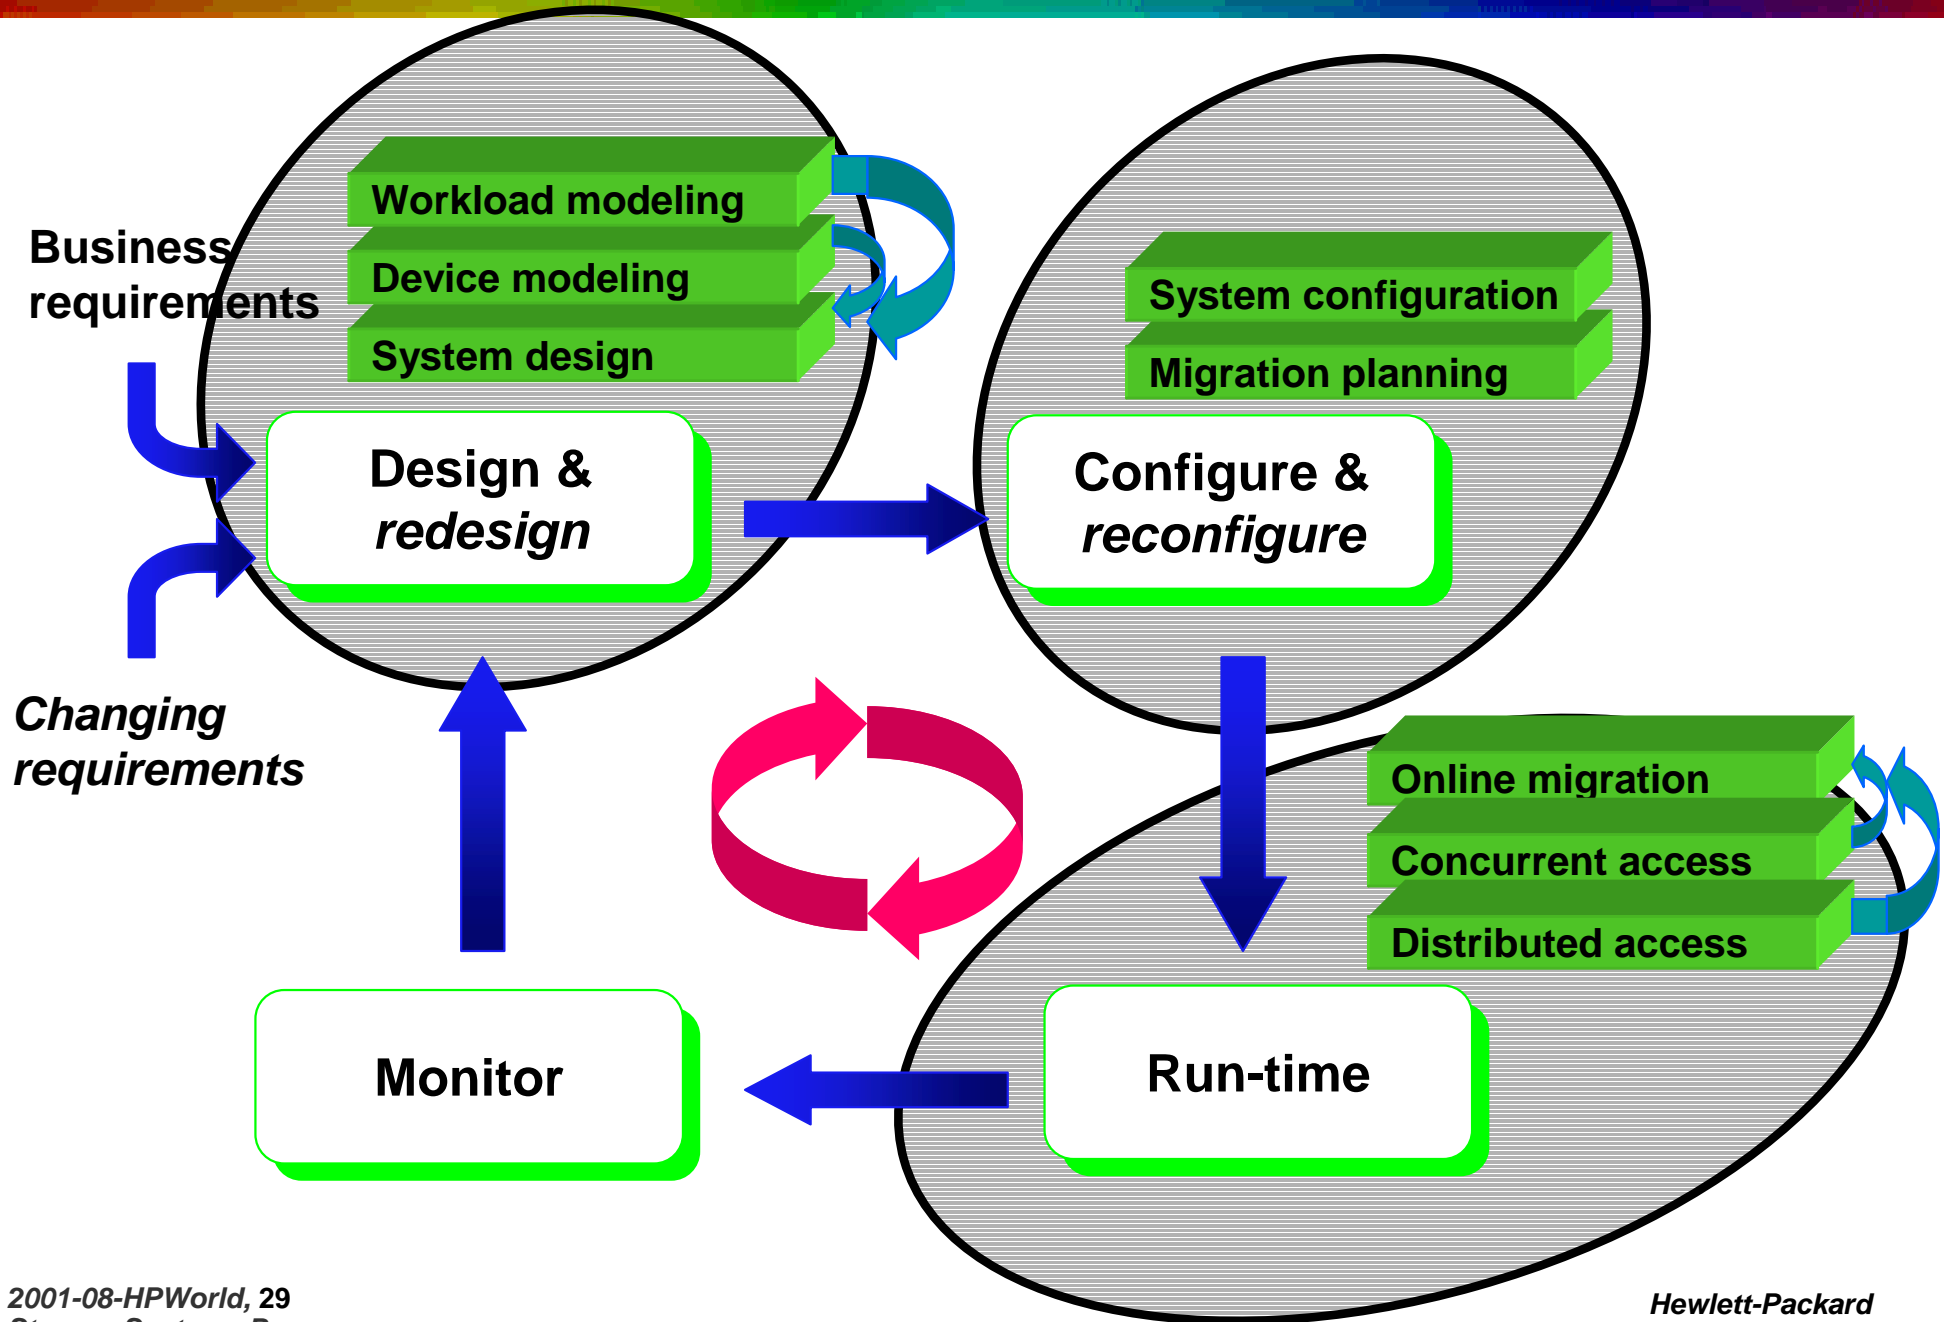 Workload modeling
Device modeling
System design
Business
requirements
Design &
redesign
Changing
requirements
System configuration
Migration planning
Configure &
reconfigure
Online migration
Concurrent access
Distributed access
Run-time
Monitor
2001-08-HPWorld, 29
Hewlett-Packard